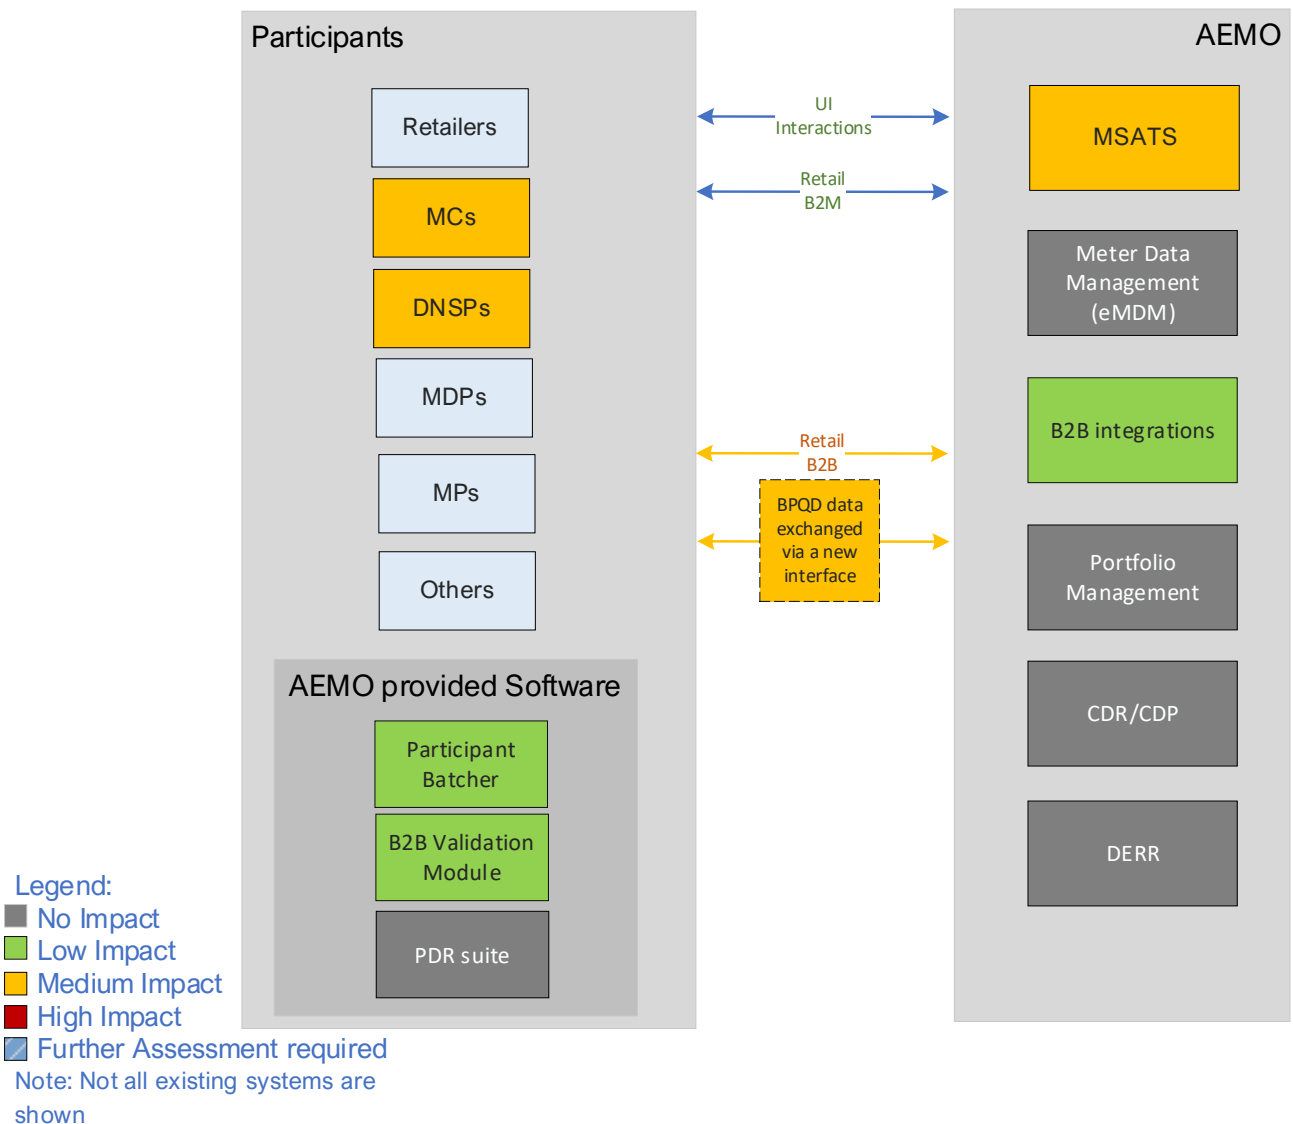 Participants
Retailers
MCs
DNSPs
MDPs
MPs
Others
AEMO provided Software
Participant
Batcher
B2B Validation
Module
PDR suite
UI
Interactions
Retail
B2M
Retail
B2B
BPQD data
exchanged
via a new
interface
AEMO
MSATS
Meter Data
Management
(eMDM)
B2B integrations
Portfolio
Management
CDR/CDP
DERR
Legend:
No Impact
Low Impact
Medium Impact
High Impact
Further Assessment required
Note: Not all existing systems are
shown